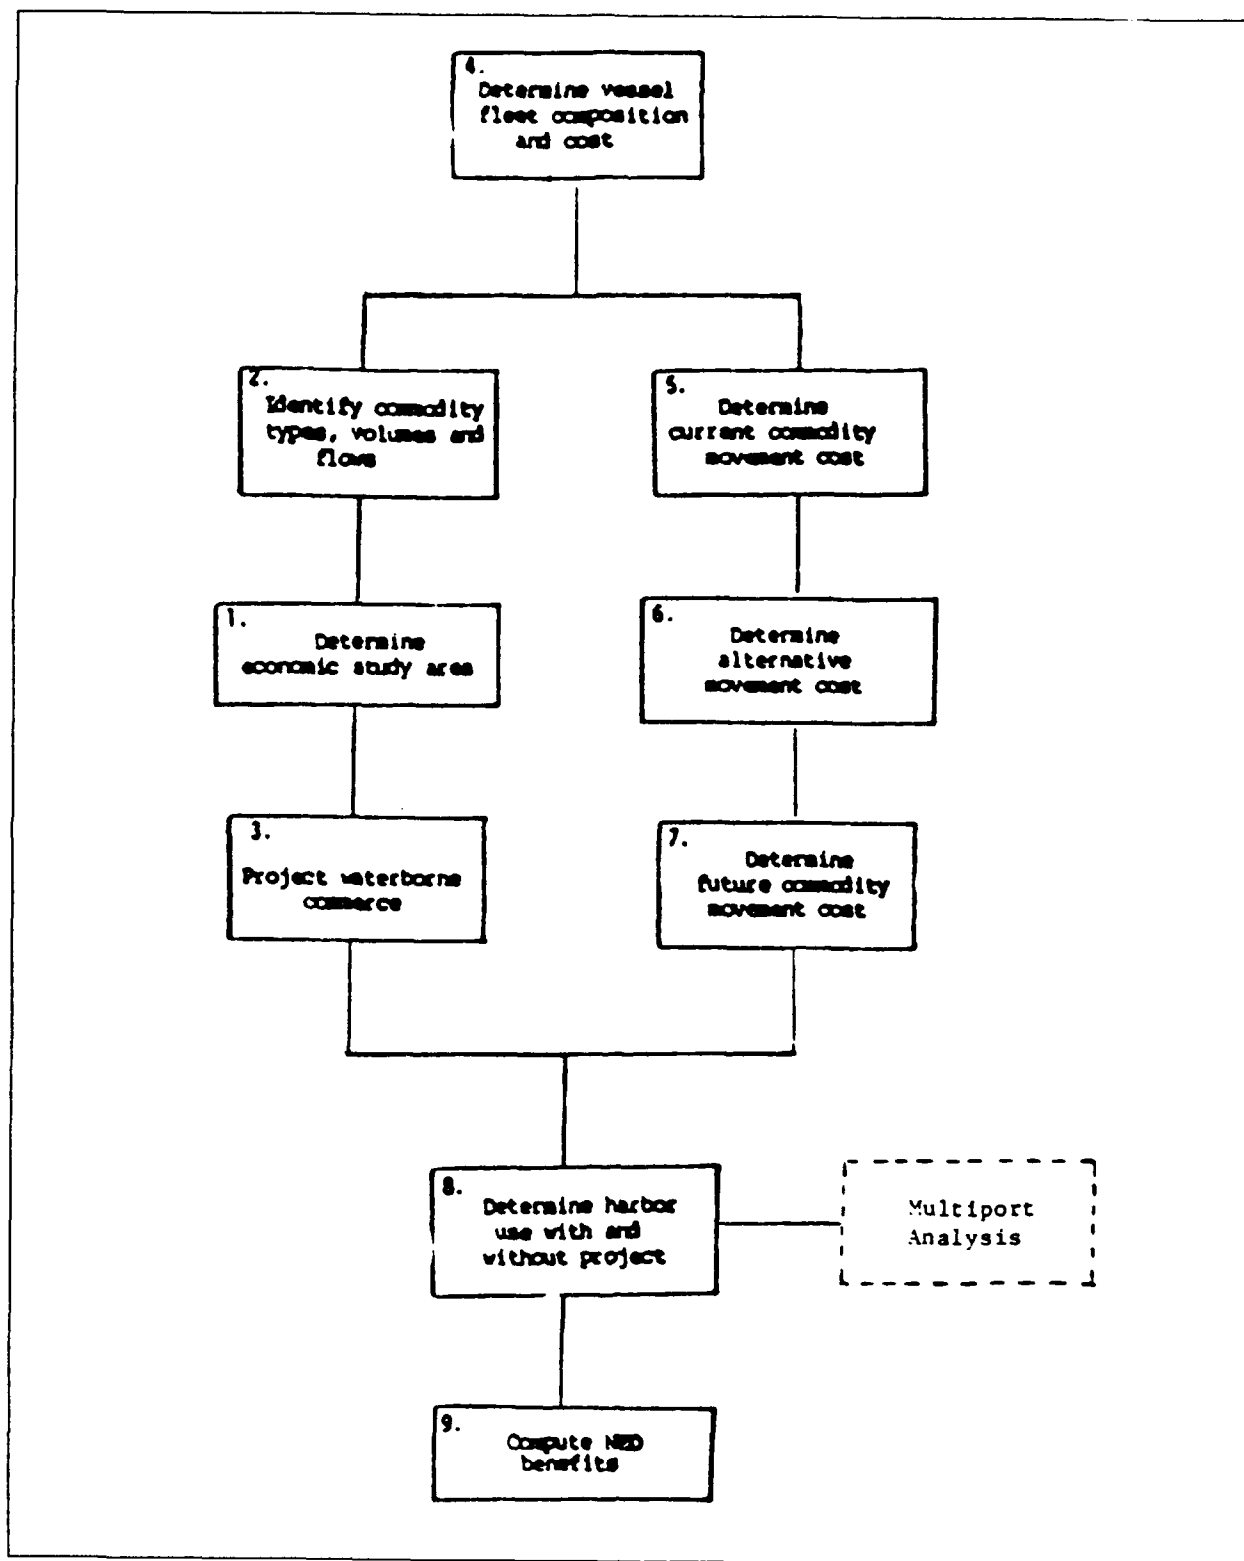 4.
Determine vessel
fleet composition
and cost
2.
Identify commodity
types, volumes and
flows
5.
Determine
current commodity
movement cost
1.
Determine
economic study area
6.
Determine
alternative
movement cost
3.
Project waterborne
commerce
7.
Determine
future commodity
movement cost
8.
Determine harbor
use with and
without project
Multiport
Analysis
9.
Compute NED
benefits